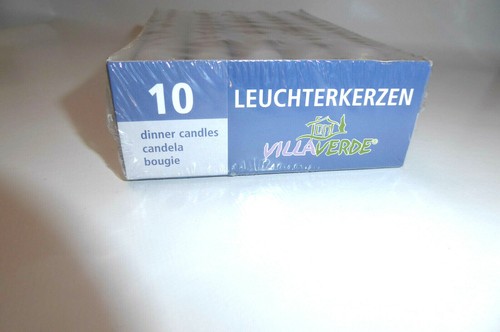 10
dinner candles
candela
bougie
LEUCHTERKERZEN
VILLAVERDE®